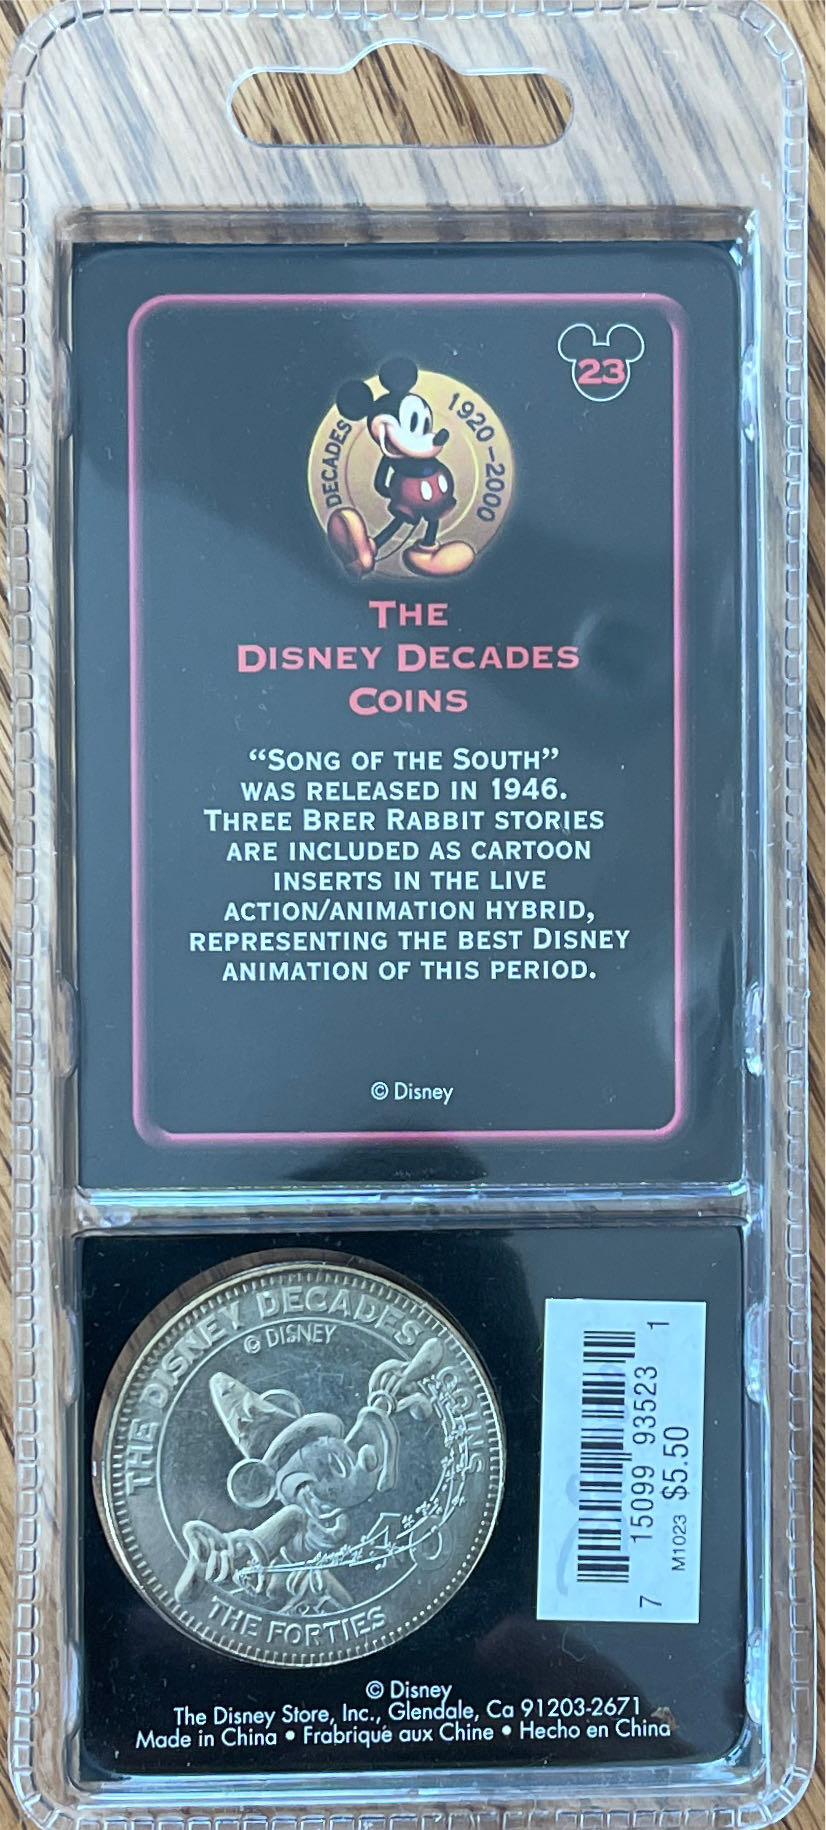 23
DECADES 1920–2000
THE
DISNEY DECADES
COINS
“SONG OF THE SOUTH”
WAS RELEASED IN 1946.
THREE BRER RABBIT STORIES
ARE INCLUDED AS CARTOON
INSERTS IN THE LIVE
ACTION/ANIMATION HYBRID,
REPRESENTING THE BEST DISNEY
ANIMATION OF THIS PERIOD.
© Disney
THE DISNEY DECADES COINS
© DISNEY
40
THE FORTIES
7 15099 93523 1
M1023 $5.50
© Disney
The Disney Store, Inc., Glendale, Ca 91203-2671
Made in China • Frabriqué aux Chine • Hecho en China